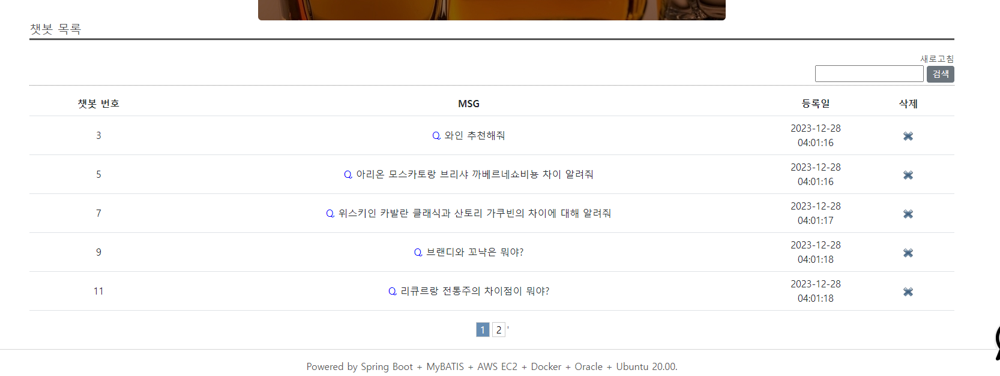 챗봇 목록
새로고침
검색
챗봇 번호 MSG 등록일 삭제
3 Q. 와인 추천해줘 2023-12-28
04:01:16
5 Q. 아리온 모스카토랑 브리샤 까베르네쇼비뇽 차이 알려줘 2023-12-28
04:01:16
7 Q. 위스키인 카발란 클래식과 산토리 가쿠빈의 차이에 대해 알려줘 2023-12-28
04:01:17
9 Q. 브랜디와 꼬냑은 뭐야? 2023-12-28
04:01:18
11 Q. 리큐르랑 전통주의 차이점이 뭐야? 2023-12-28
04:01:18
1 2 '
Powered by Spring Boot + MyBATIS + AWS EC2 + Docker + Oracle + Ubuntu 20.00.